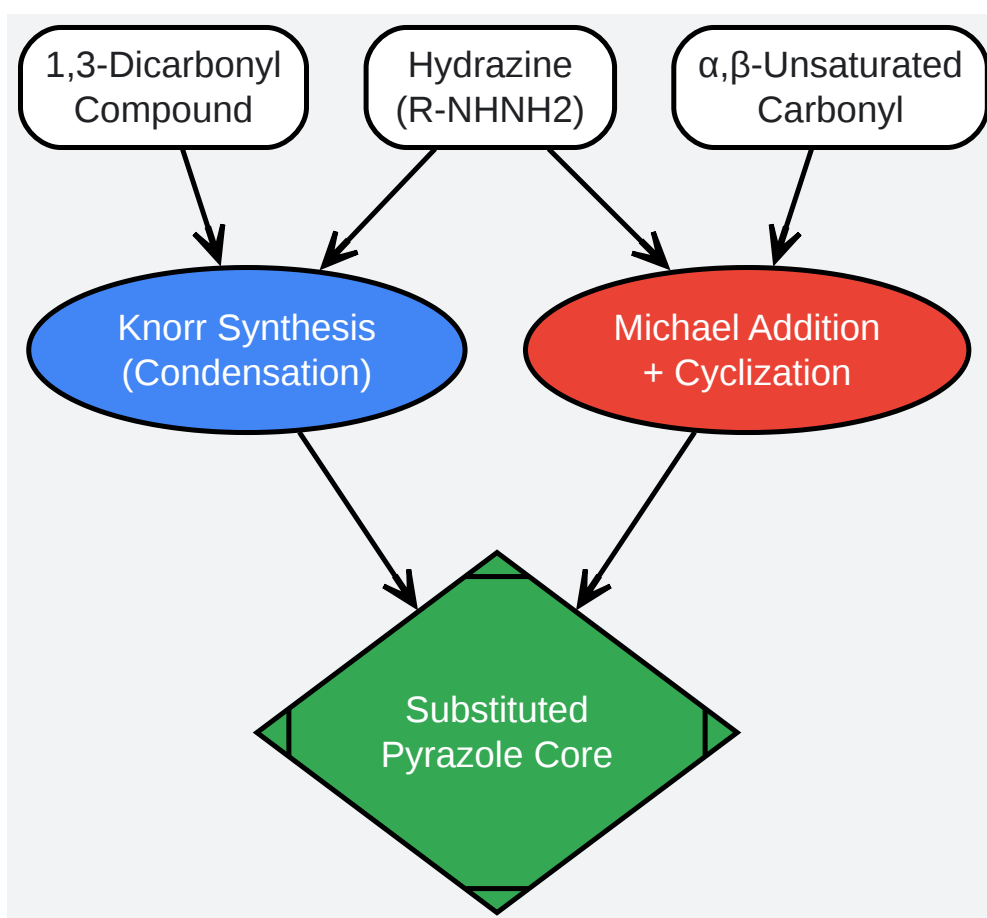 1,3-Dicarbonyl
Compound
Hydrazine
(R-NHNH2)
α,β-Unsaturated
Carbonyl
Knorr Synthesis
(Condensation)
Michael Addition
+ Cyclization
Substituted
Pyrazole Core